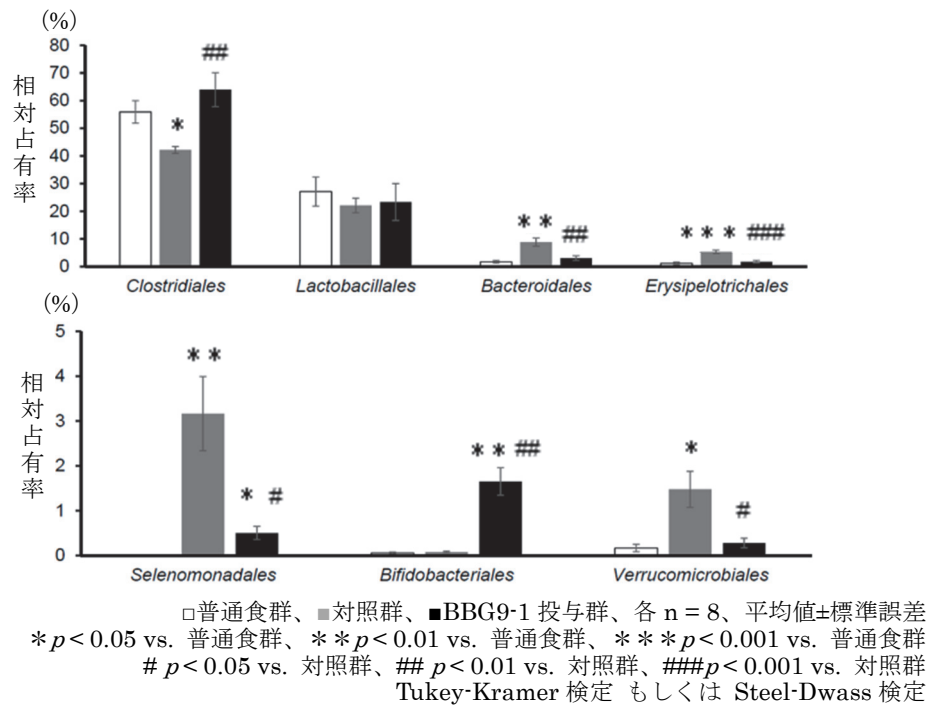 (%)
相対占有率
80
70
60
50
40
30
20
10
0
*
##
* *
##
* * *
###
Clostridiales
Lactobacillales
Bacteroidales
Erysipelotrichales
(%)
相対占有率
5
4
3
2
1
0
* *
* #
* * ##
*
#
Selenomonadales
Bifidobacteriales
Verrucomicrobiales
□普通食群、■対照群、■BBG9-1 投与群、各 n = 8、平均値±標準誤差
*p < 0.05 vs. 普通食群、**p < 0.01 vs. 普通食群、***p < 0.001 vs. 普通食群
# p < 0.05 vs. 対照群、## p < 0.01 vs. 対照群、###p < 0.001 vs. 対照群
Tukey-Kramer 検定 もしくは Steel-Dwass 検定